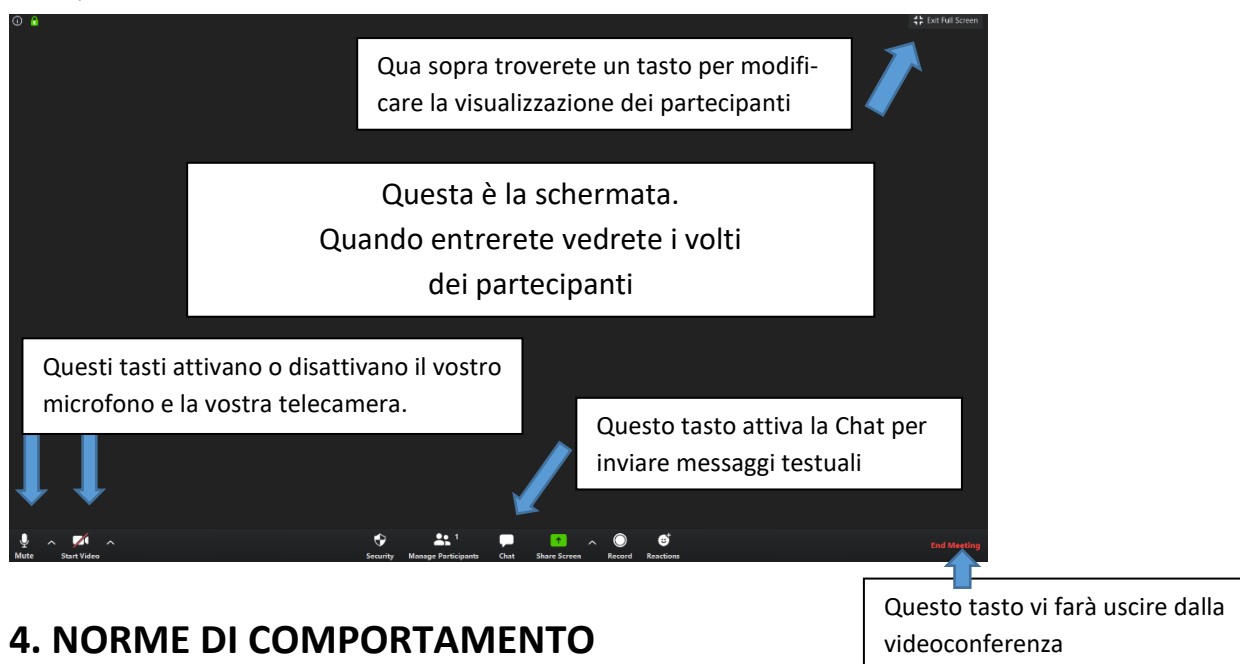 Exit Full Screen
Qua sopra troverete un tasto per modifi-
care la visualizzazione dei partecipanti
Questa è la schermata.
Quando entrerete vedrete i volti
dei partecipanti
Questi tasti attivano o disattivano il vostro
microfono e la vostra telecamera.
Questo tasto attiva la Chat per
inviare messaggi testuali
Mute
Start Video
Security
1
Manage Participants
Chat
Share Screen
Record
Reactions
End Meeting
Questo tasto vi farà uscire dalla
videoconferenza
4. NORME DI COMPORTAMENTO